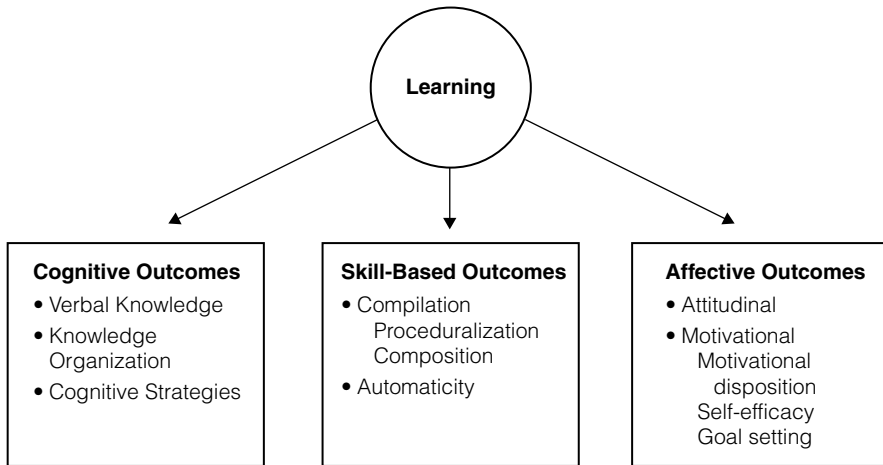 Learning
Cognitive Outcomes
• Verbal Knowledge
• Knowledge
Organization
• Cognitive Strategies
Skill-Based Outcomes
• Compilation
Proceduralization
Composition
• Automaticity
Affective Outcomes
• Attitudinal
• Motivational
Motivational
disposition
Self-efficacy
Goal setting